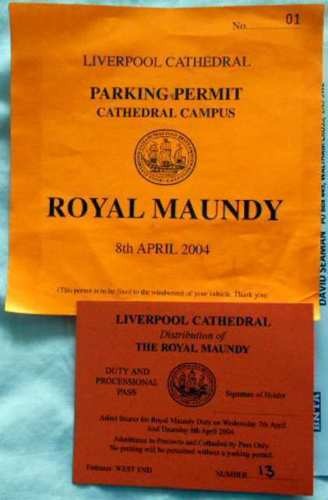 No. 01
LIVERPOOL CATHEDRAL
PARKING PERMIT
CATHEDRAL CAMPUS
ROYAL MAUNDY
8th APRIL 2004
(This permit is to be fixed to the windscreen of your vehicle. Thank you)
LIVERPOOL CATHEDRAL
Distribution of
THE ROYAL MAUNDY
DUTY AND
PROCESSIONAL
PASS
Signature of Holder
Admit Bearer for Royal Maundy Duty on Wednesday 7th April
and Thursday 8th April 2004
Admittance to Precincts and Cathedral by Pass Only.
No parking will be permitted without a parking permit.
Entrance: WEST END
NUMBER 13
DAVID SEAMAN